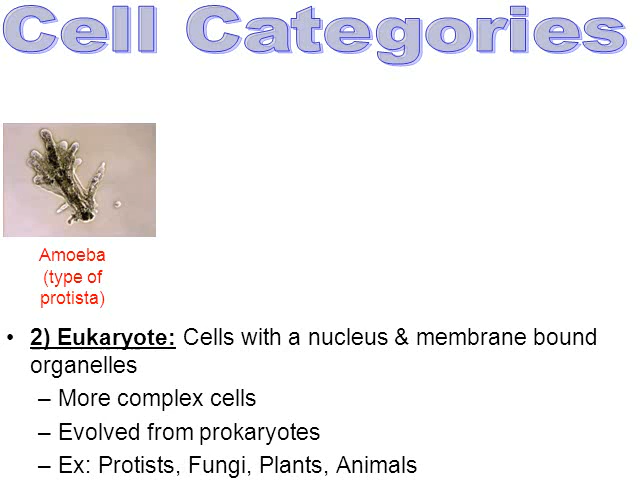 Cell Categories
Amoeba
(type of
protista)
• 2) Eukaryote: Cells with a nucleus & membrane bound
organelles
– More complex cells
– Evolved from prokaryotes
– Ex: Protists, Fungi, Plants, Animals